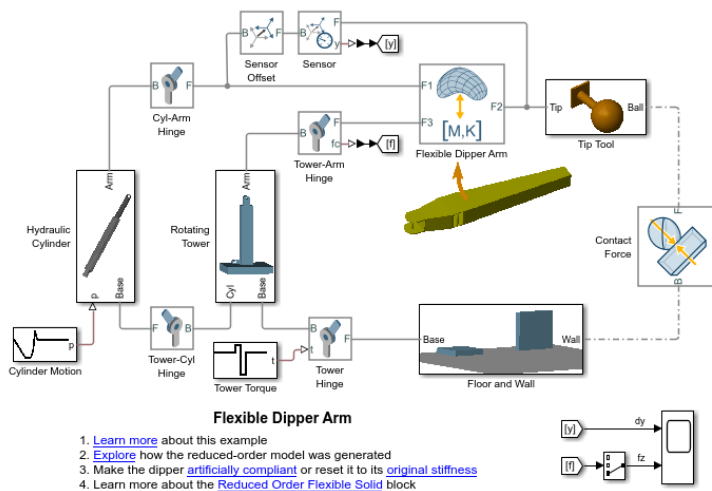 B F
Sensor
Offset
B F
y
Sensor
[y]
B F
Cyl-Arm
Hinge
F1
F3
F2
[M,K]
Flexible Dipper Arm
Tip Ball
Tip Tool
B F
fc
Tower-Arm
Hinge
[f]
Arm
Hydraulic
Cylinder
p
Base
Arm
Rotating
Tower
Cyl
Base
F
Contact
Force
B
p
Cylinder Motion
F B
Tower-Cyl
Hinge
t
Tower Torque
B F
t
Tower
Hinge
Base Wall
Floor and Wall
Flexible Dipper Arm
1. Learn more about this example
2. Explore how the reduced-order model was generated
3. Make the dipper artificially compliant or reset it to its original stiffness
4. Learn more about the Reduced Order Flexible Solid block
[y] dy
[f] fz